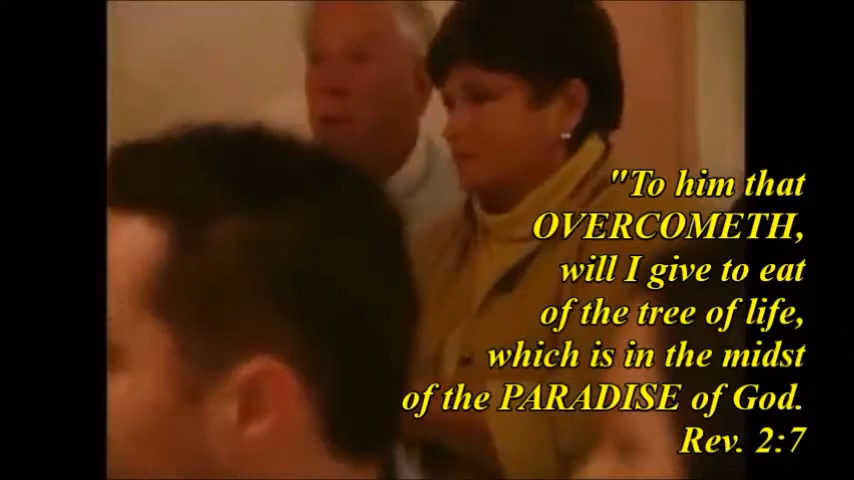 "To him that
OVERCOMETH,
will I give to eat
of the tree of life,
which is in the midst
of the PARADISE of God.
Rev. 2:7